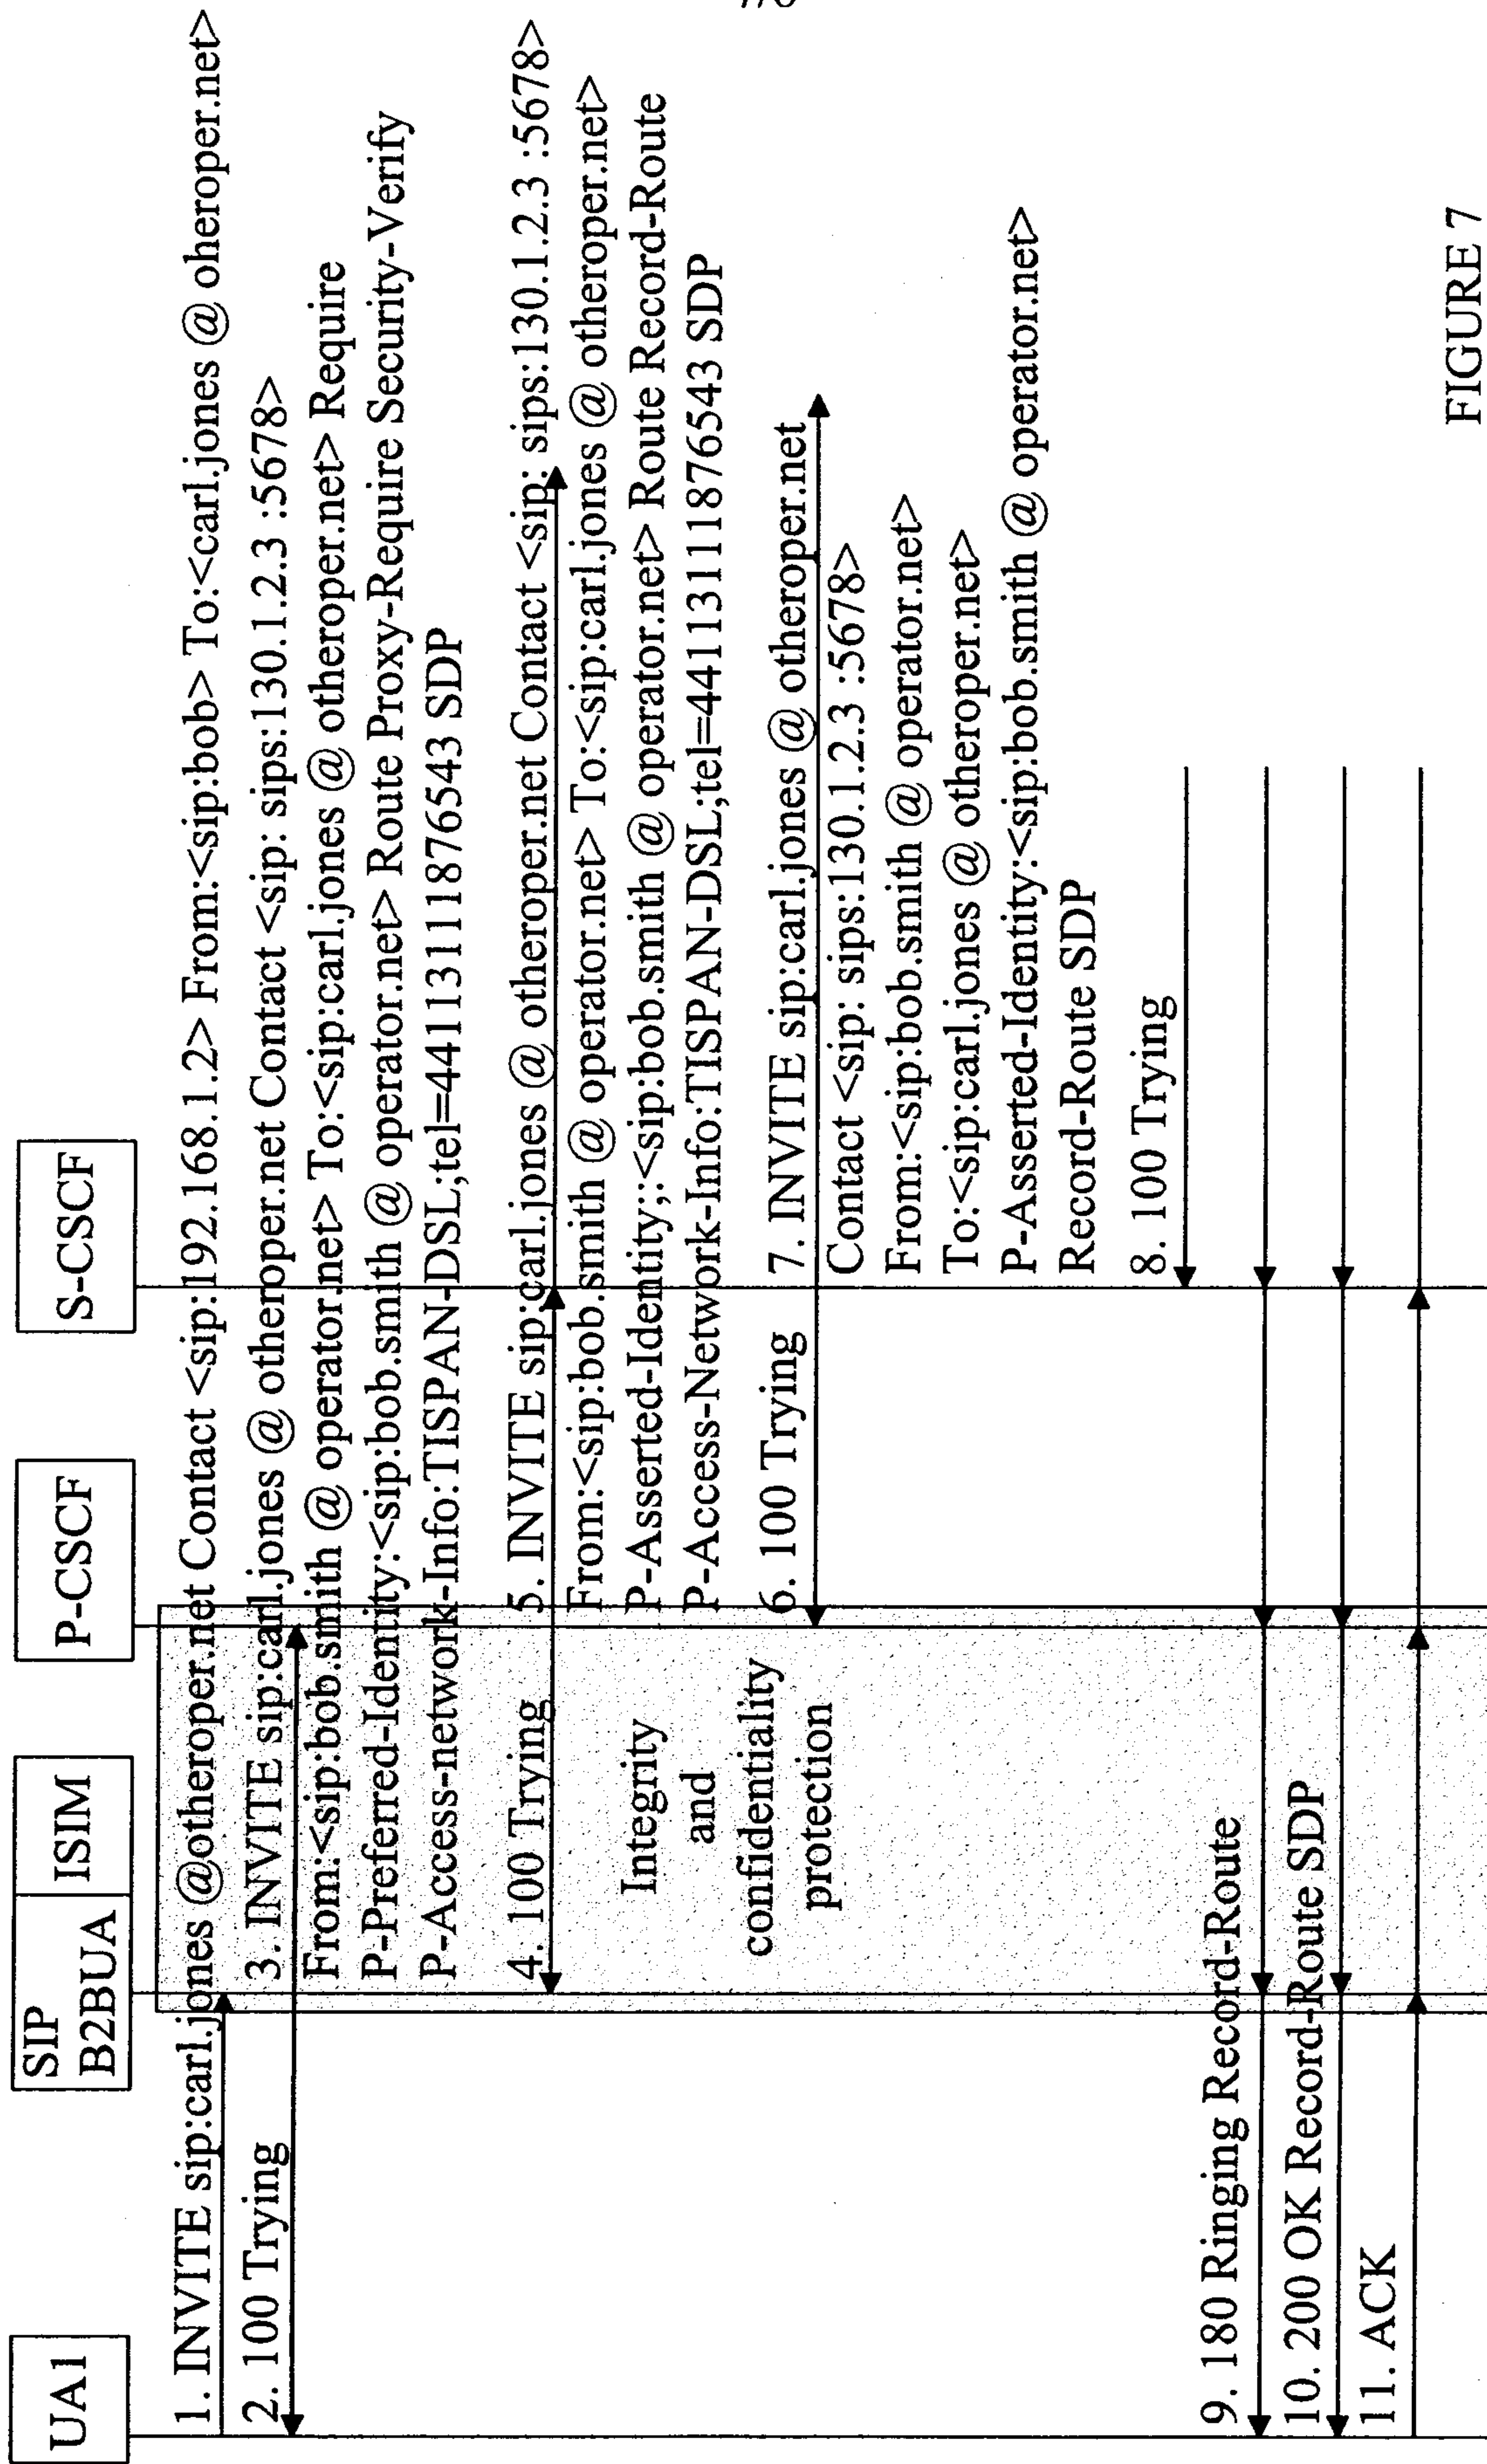 UA1
SIP
B2BUA
ISIM
P-CSCF
S-CSCF
1. INVITE sip:carl.jones @otheroper.net Contact <sip:192.168.1.2> From:<sip:bob> To:<carl.jones @ oheroper.net>
2. 100 Trying
3. INVITE sip:carl.jones @ otheroper.net Contact <sip: sips:130.1.2.3 :5678>
From:<sip:bob.smith @ operator.net> To:<sip:carl.jones @ otheroper.net> Require
P-Preferred-Identity:<sip:bob.smith @ operator.net> Route Proxy-Require Security-Verify
P-Access-network-Info:TISPAN-DSL;tel=44113111876543 SDP
4. 100 Trying
5. INVITE sip:carl.jones @ otheroper.net Contact <sip: sips:130.1.2.3 :5678>
From:<sip:bob.smith @ operator.net> To:<sip:carl.jones @ otheroper.net>
P-Asserted-Identity;:<sip:bob.smith @ operator.net> Route Record-Route
P-Access-Network-Info:TISPAN-DSL;tel=44113111876543 SDP
Integrity
and
confidentiality
protection
6. 100 Trying
7. INVITE sip:carl.jones @ otheroper.net
Contact <sip: sips:130.1.2.3 :5678>
From:<sip:bob.smith @ operator.net>
To:<sip:carl.jones @ otheroper.net>
P-Asserted-Identity:<sip:bob.smith @ operator.net>
Record-Route SDP
8. 100 Trying
9. 180 Ringing Record-Route
10. 200 OK Record-Route SDP
11. ACK
FIGURE 7